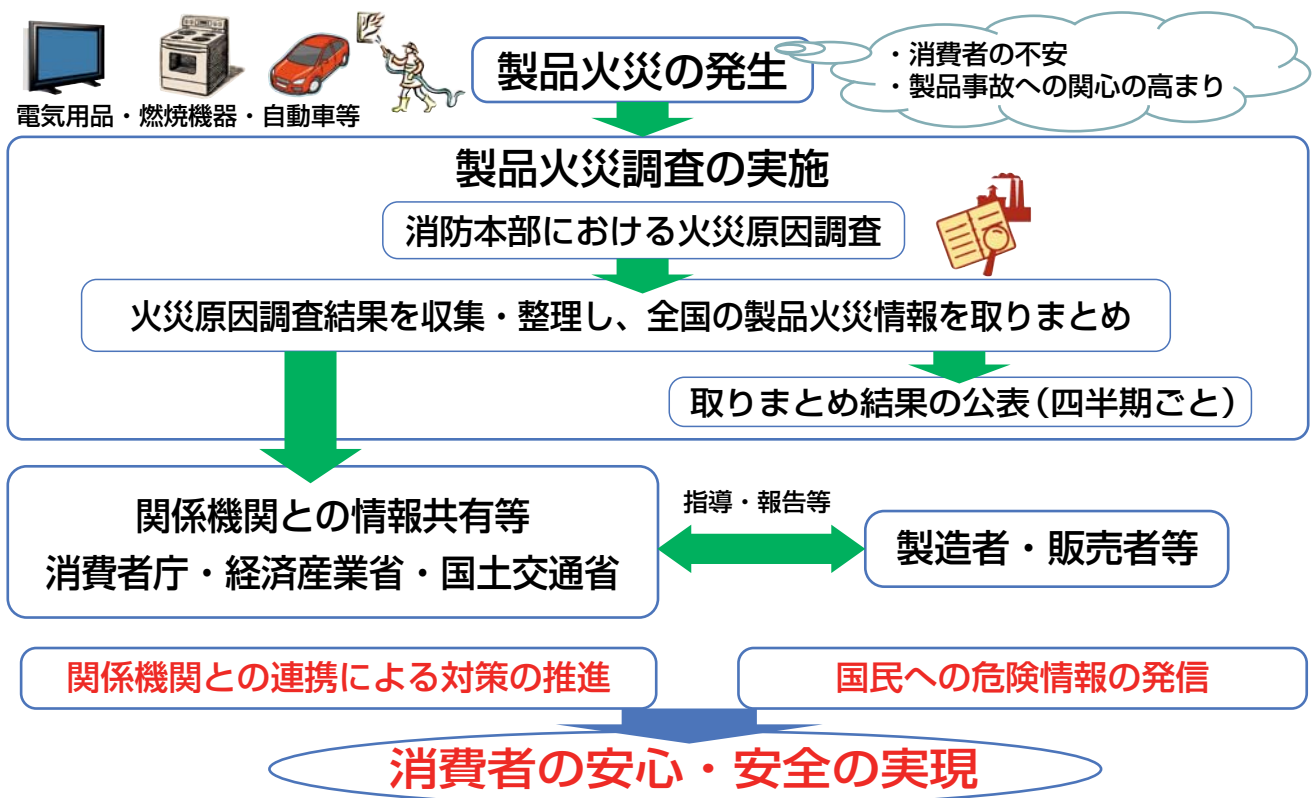 製品火災の発生
・消費者の不安
・製品事故への関心の高まり
電気用品・燃焼機器・自動車等
製品火災調査の実施
消防本部における火災原因調査
火災原因調査結果を収集・整理し、全国の製品火災情報を取りまとめ
取りまとめ結果の公表(四半期ごと)
関係機関との情報共有等
消費者庁・経済産業省・国土交通省
指導・報告等
製造者・販売者等
関係機関との連携による対策の推進
国民への危険情報の発信
消費者の安心・安全の実現